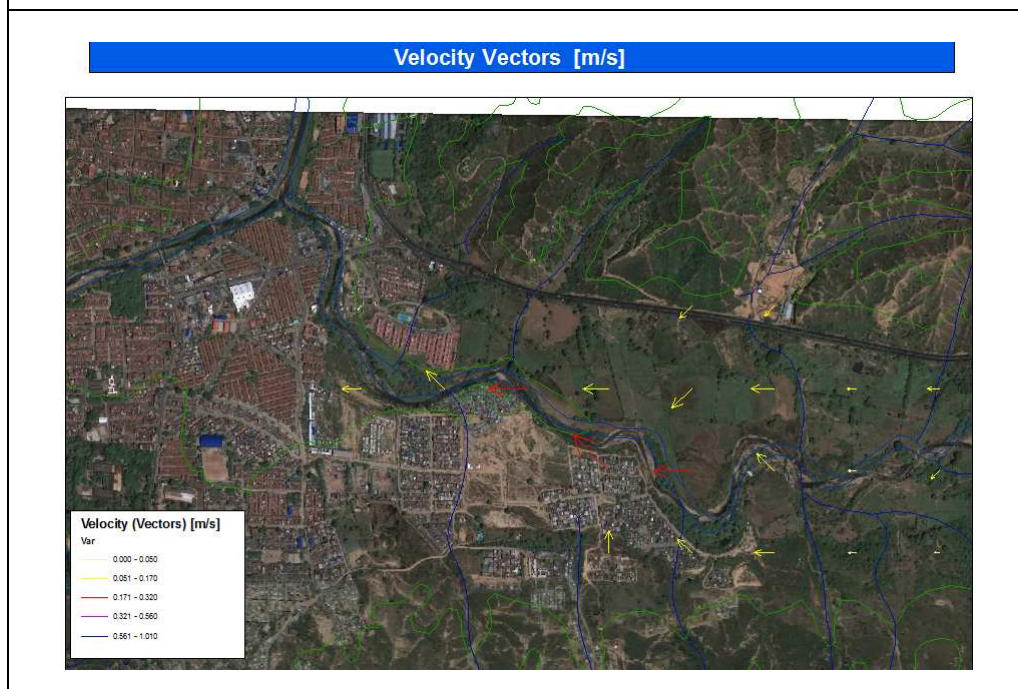 Velocity Vectors [m/s]
Velocity (Vectors) [m/s]
Var
0.000 - 0.050
0.051 - 0.170
0.171 - 0.320
0.321 - 0.560
0.561 - 1.010